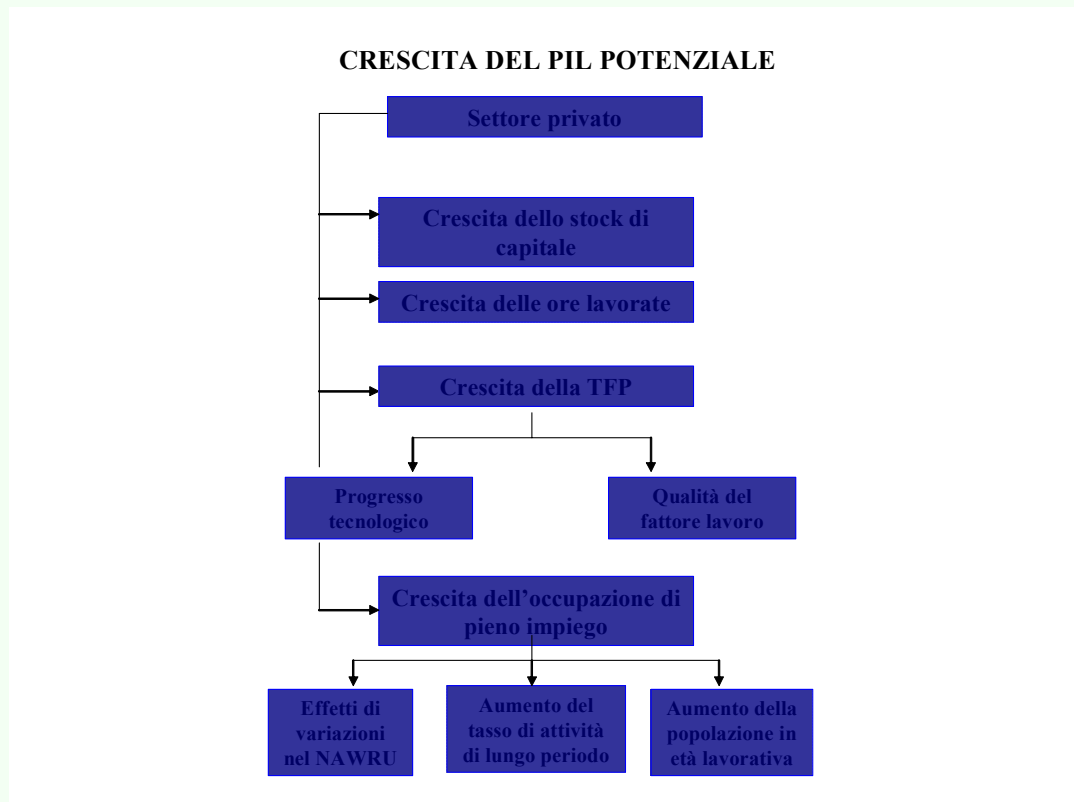 CRESCITA DEL PIL POTENZIALE
Settore privato
Crescita dello stock di
capitale
Crescita delle ore lavorate
Crescita della TFP
Progresso
tecnologico
Qualità del
fattore lavoro
Crescita dell’occupazione di
pieno impiego
Effetti di
variazioni
nel NAWRU
Aumento del
tasso di attività
di lungo periodo
Aumento della
popolazione in
età lavorativa